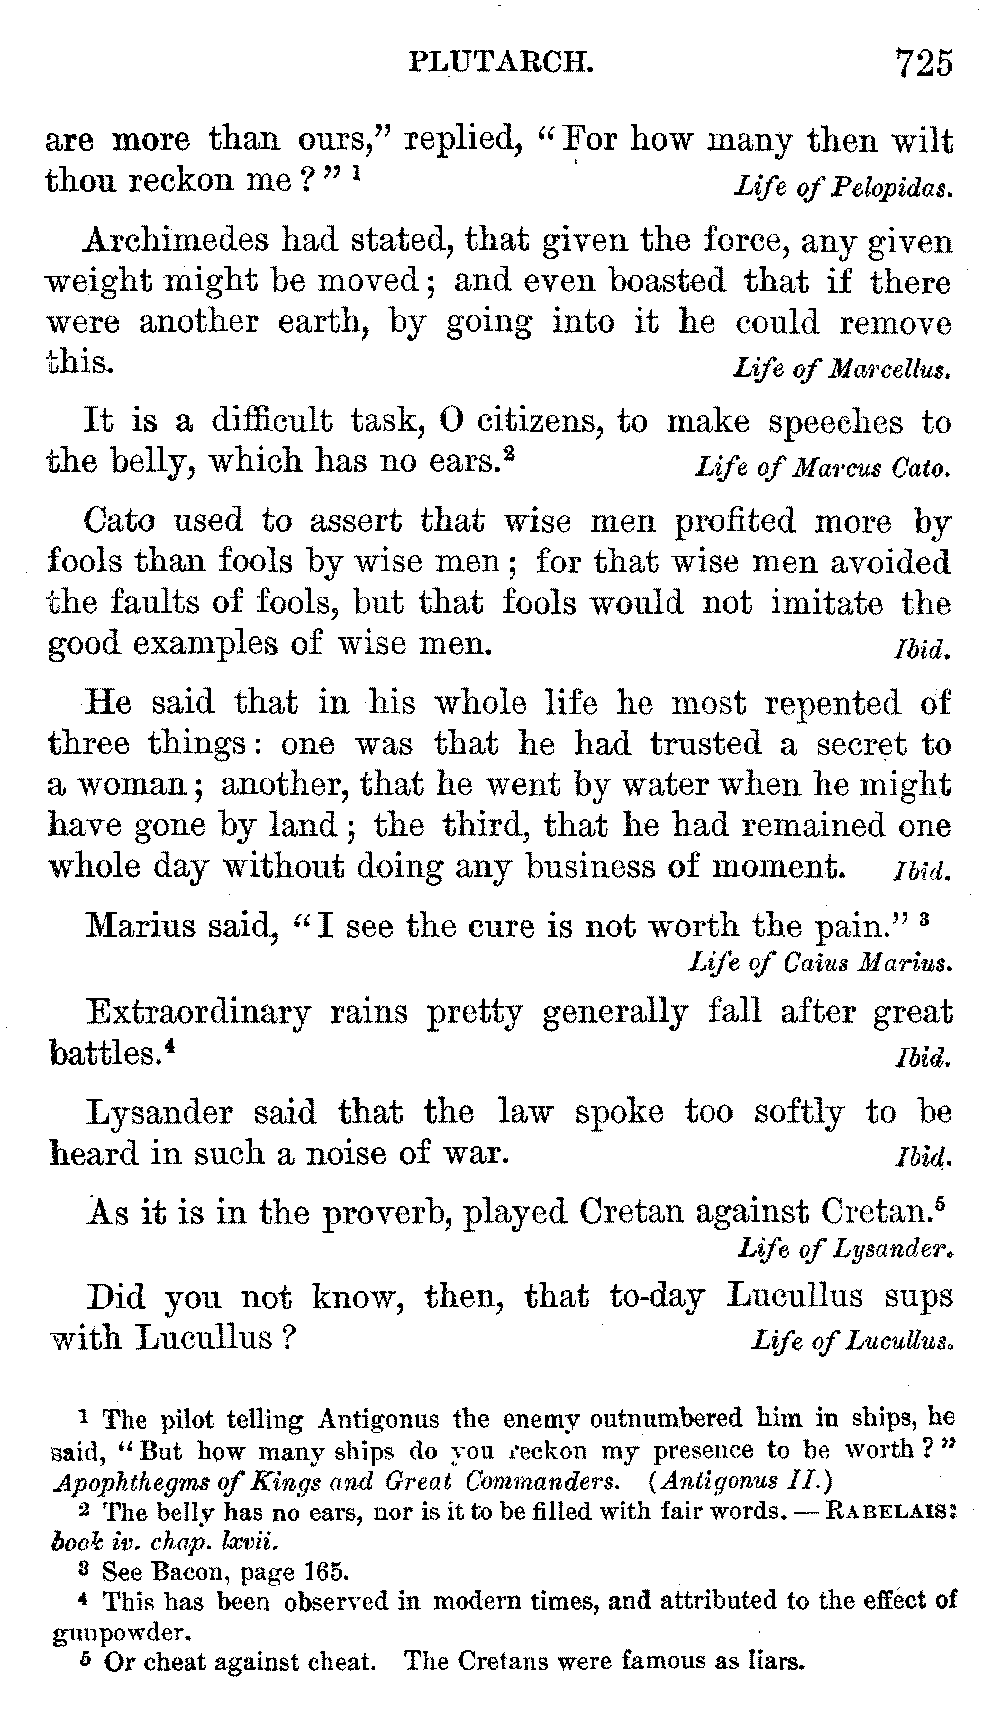 PLUTARCH. 725
are more than ours,” replied, “For how many then wilt
thou reckon me?” 1 Life of Pelopidas.
Archimedes had stated, that given the force, any given
weight might be moved; and even boasted that if there
were another earth, by going into it he could remove
this. Life of Marcellus.
It is a difficult task, O citizens, to make speeches to
the belly, which has no ears.2 Life of Marcus Cato.
Cato used to assert that wise men profited more by
fools than fools by wise men; for that wise men avoided
the faults of fools, but that fools would not imitate the
good examples of wise men. Ibid.
He said that in his whole life he most repented of
three things: one was that he had trusted a secret to
a woman; another, that he went by water when he might
have gone by land; the third, that he had remained one
whole day without doing any business of moment. Ibid.
Marius said, “I see the cure is not worth the pain.” 3
Life of Caius Marius.
Extraordinary rains pretty generally fall after great
battles.4 Ibid.
Lysander said that the law spoke too softly to be
heard in such a noise of war. Ibid.
As it is in the proverb, played Cretan against Cretan.5
Life of Lysander.
Did you not know, then, that to-day Lucullus sups
with Lucullus? Life of Lucullus.
1 The pilot telling Antigonus the enemy outnumbered him in ships, he
said, “But how many ships do you reckon my presence to be worth?”
Apophthegms of Kings and Great Commanders. (Antigonus II.)
2 The belly has no ears, nor is it to be filled with fair words. — RABELAIS:
book iv. chap. lxvii.
3 See Bacon, page 165.
4 This has been observed in modern times, and attributed to the effect of
gunpowder.
5 Or cheat against cheat. The Cretans were famous as liars.